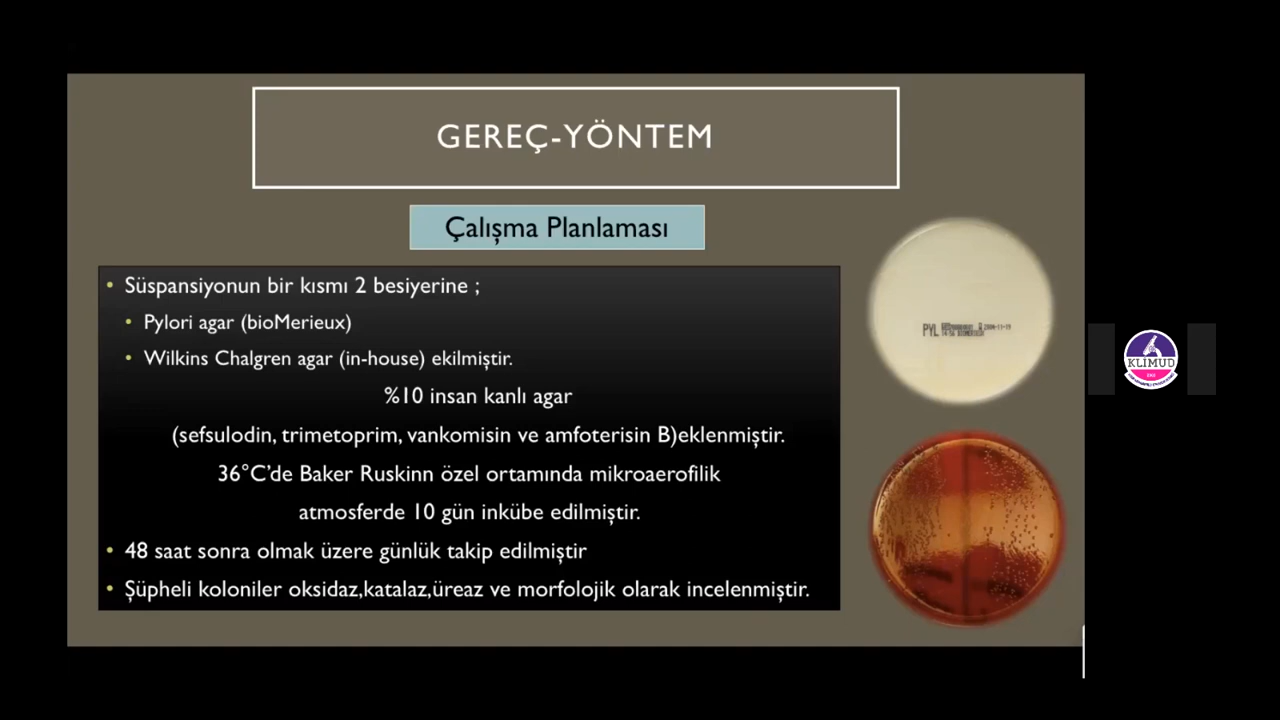 GEREÇ-YÖNTEM
Çalışma Planlaması
• Süspansiyonun bir kısmı 2 besiyerine ;
• Pylori agar (bioMerieux)
• Wilkins Chalgren agar (in-house) ekilmiştir.
%10 insan kanlı agar
(sefsulodin, trimetoprim, vankomisin ve amfoterisin B)eklenmiştir.
36°C'de Baker Ruskinn özel ortamında mikroaerofilik
atmosferde 10 gün inkübe edilmiştir.
• 48 saat sonra olmak üzere günlük takip edilmiştir
• Şüpheli koloniler oksidaz,katalaz,üreaz ve morfolojik olarak incelenmiştir.
PYL
KLIMUD